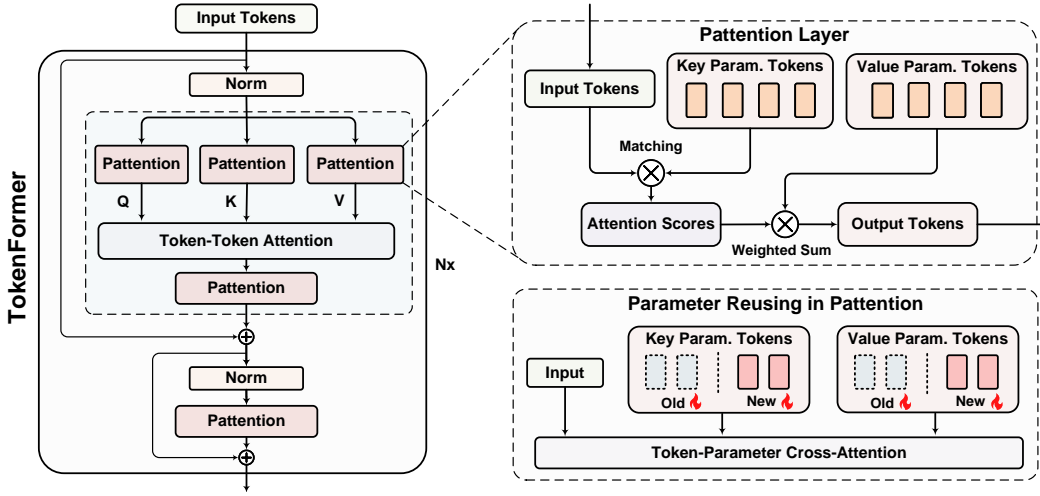 Input Tokens
TokenFormer
Norm
Pattention
Pattention
Pattention
Q
K
V
Token-Token Attention
Pattention
Nx
Norm
Pattention
Pattention Layer
Input Tokens
Key Param. Tokens
Value Param. Tokens
Matching
Attention Scores
Weighted Sum
Output Tokens
Parameter Reusing in Pattention
Input
Key Param. Tokens
Old
New
Value Param. Tokens
Old
New
Token-Parameter Cross-Attention